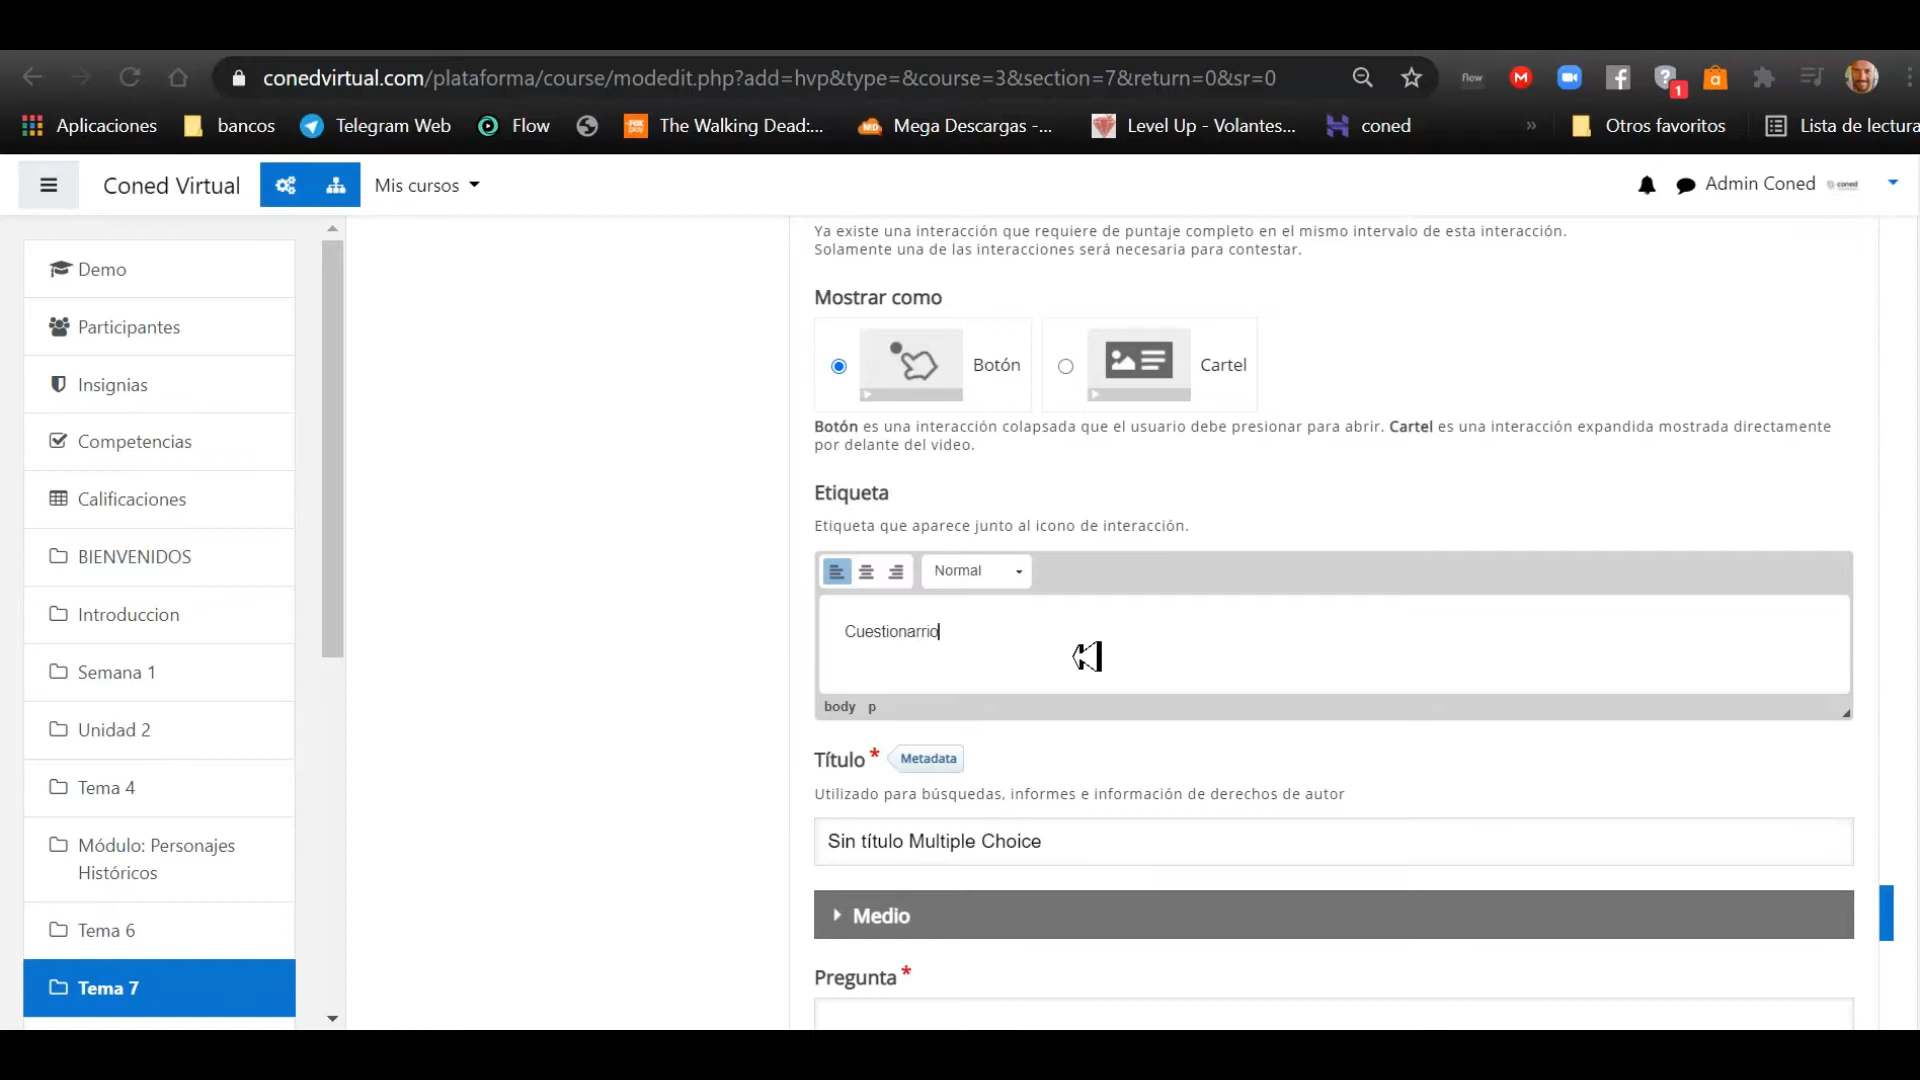 conedvirtual.com/plataforma/course/modedit.php?add=hvp&type=&course=3&section=7&return=0&sr=0
flow
1
Aplicaciones
bancos
Telegram Web
Flow
The Walking Dead:...
Mega Descargas -...
Level Up - Volantes...
coned
»
Otros favoritos
Lista de lectura
Coned Virtual
Mis cursos
Admin Coned
coned
Demo
Participantes
Insignias
Competencias
Calificaciones
BIENVENIDOS
Introduccion
Semana 1
Unidad 2
Tema 4
Módulo: Personajes
Históricos
Tema 6
Tema 7
Ya existe una interacción que requiere de puntaje completo en el mismo intervalo de esta interacción.
Solamente una de las interacciones será necesaria para contestar.
Mostrar como
Botón
Cartel
Botón es una interacción colapsada que el usuario debe presionar para abrir. Cartel es una interacción expandida mostrada directamente
por delante del video.
Etiqueta
Etiqueta que aparece junto al icono de interacción.
Normal
Cuestionarrio
body p
Título *
Metadata
Utilizado para búsquedas, informes e información de derechos de autor
Sin título Multiple Choice
Medio
Pregunta *